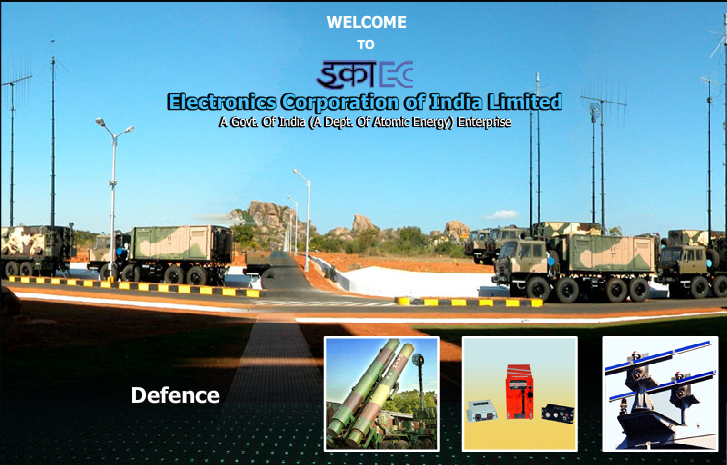 WELCOME
TO
इका EC
Electronics Corporation of India Limited
A Govt. Of India (A Dept. Of Atomic Energy) Enterprise
Defence